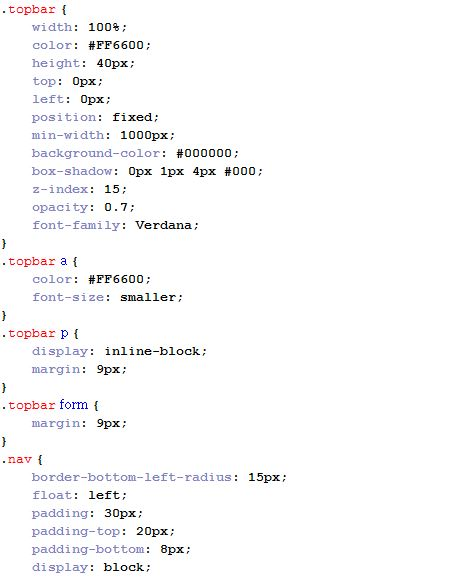 .topbar {
    width: 100%;
    color: #FF6600;
    height: 40px;
    top: 0px;
    left: 0px;
    position: fixed;
    min-width: 1000px;
    background-color: #000000;
    box-shadow: 0px 1px 4px #000;
    z-index: 15;
    opacity: 0.7;
    font-family: Verdana;
}
.topbar a {
    color: #FF6600;
    font-size: smaller;
}
.topbar p {
    display: inline-block;
    margin: 9px;
}
.topbar form {
    margin: 9px;
}
.nav {
    border-bottom-left-radius: 15px;
    float: left;
    padding: 30px;
    padding-top: 20px;
    padding-bottom: 8px;
    display: block;